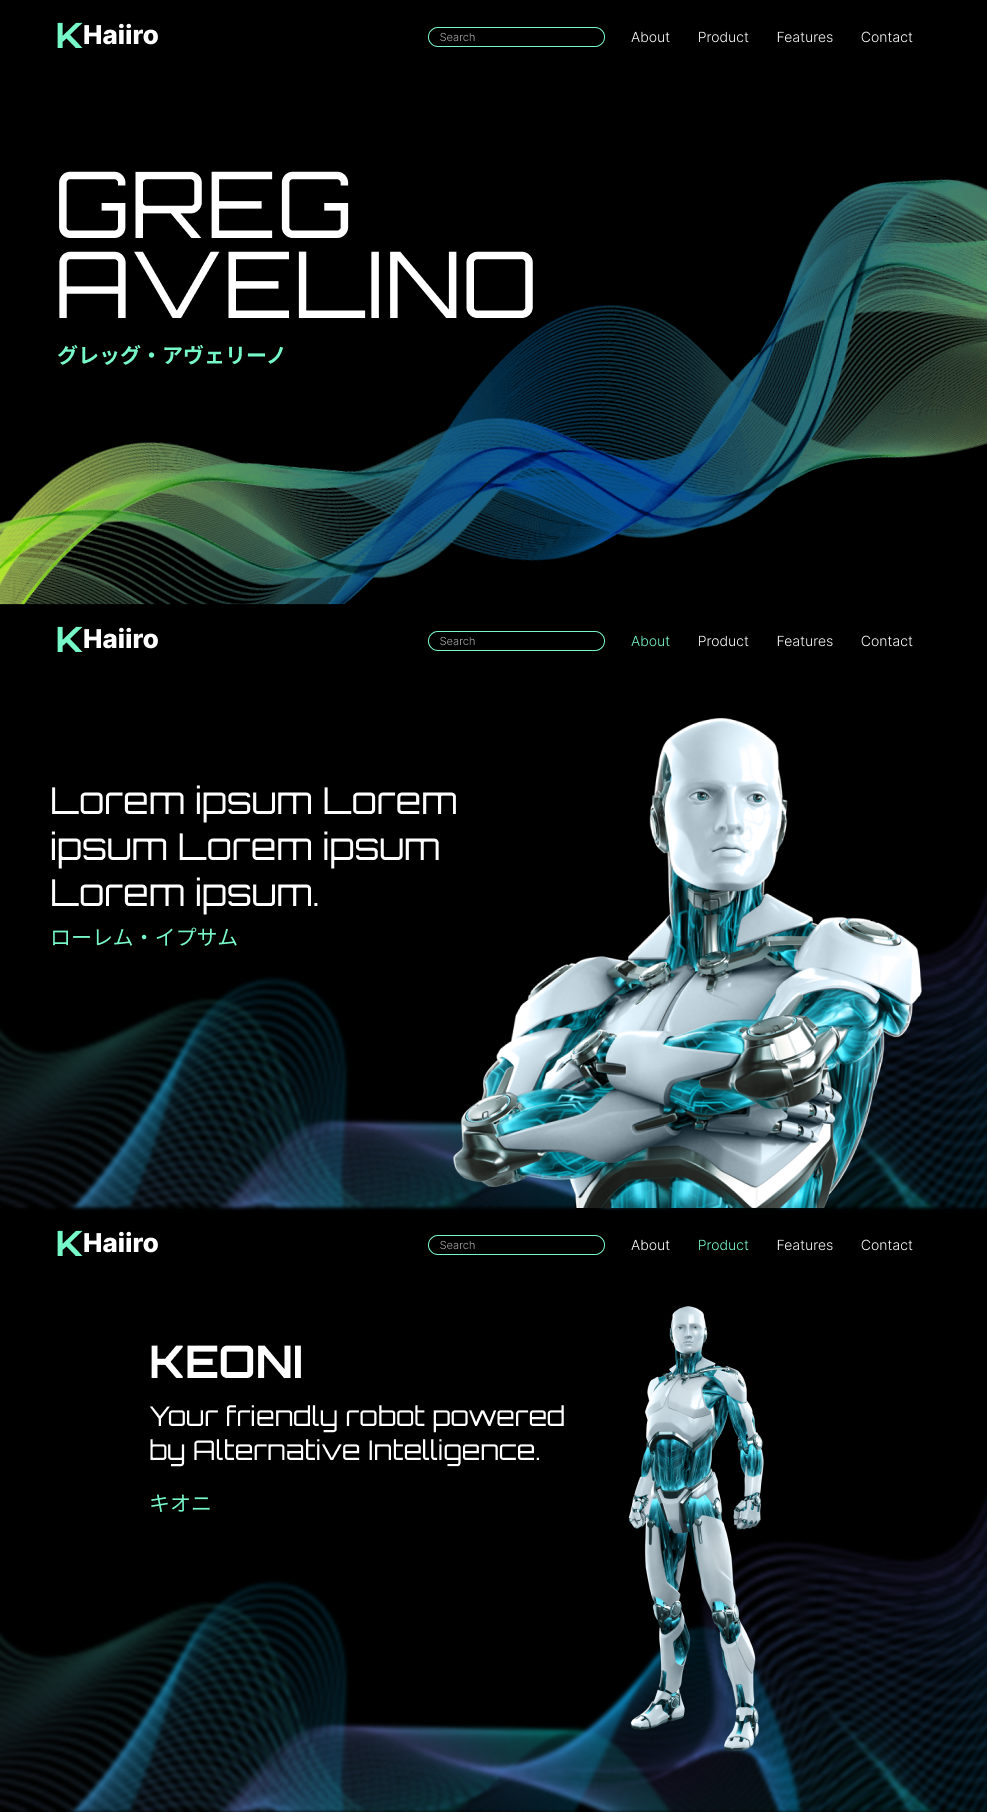 KHaiiro
Search
About Product Features Contact
GREG
AVELINO
グレッグ・アヴェリーノ
KHaiiro
Search
About Product Features Contact
Lorem ipsum Lorem
ipsum Lorem ipsum
Lorem ipsum.
ローレム・イプサム
KHaiiro
Search
About Product Features Contact
KEONI
Your friendly robot powered
by Alternative Intelligence.
キオニ